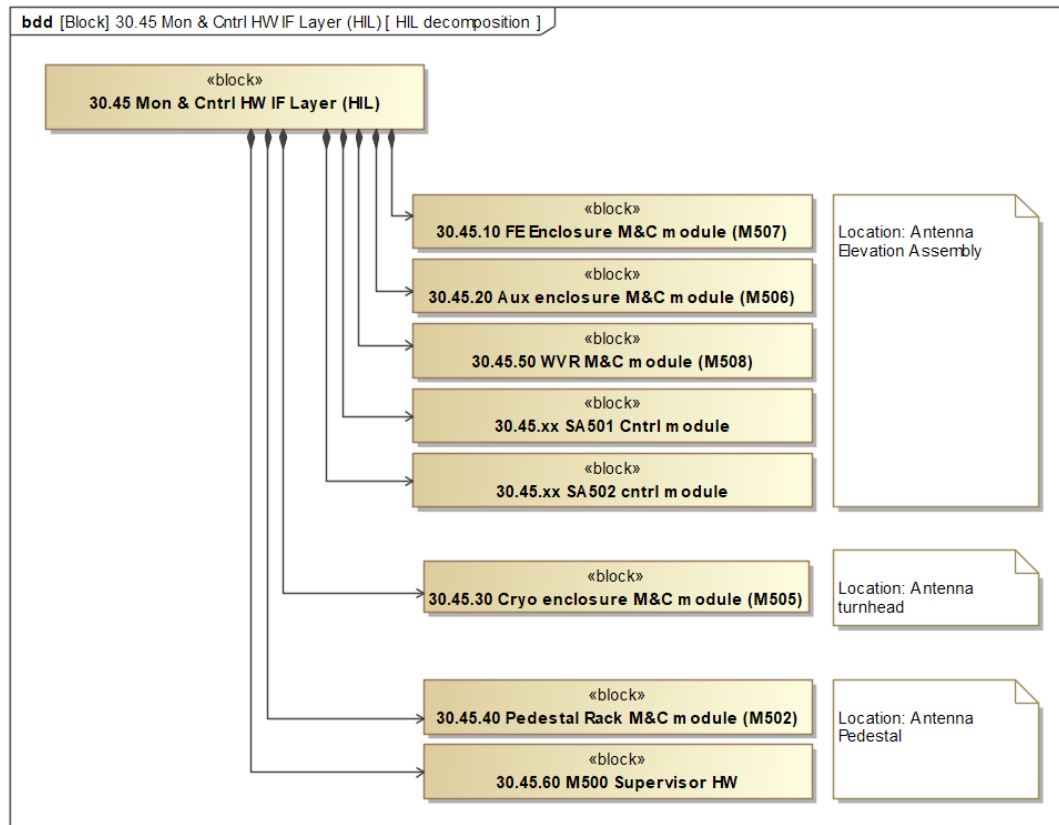 bdd [Block] 30.45 Mon & Cntrl HW IF Layer (HIL) [ HIL decomposition ]
«block»
30.45 Mon & Cntrl HW IF Layer (HIL)
«block»
30.45.10 FE Enclosure M&C module (M507)
«block»
30.45.20 Aux enclosure M&C module (M506)
«block»
30.45.50 WVR M&C module (M508)
«block»
30.45.xx SA501 Cntrl module
«block»
30.45.xx SA502 cntrl module
Location: Antenna
Elevation Assembly
«block»
30.45.30 Cryo enclosure M&C module (M505)
Location: Antenna
turnhead
«block»
30.45.40 Pedestal Rack M&C module (M502)
«block»
30.45.60 M500 Supervisor HW
Location: Antenna
Pedestal